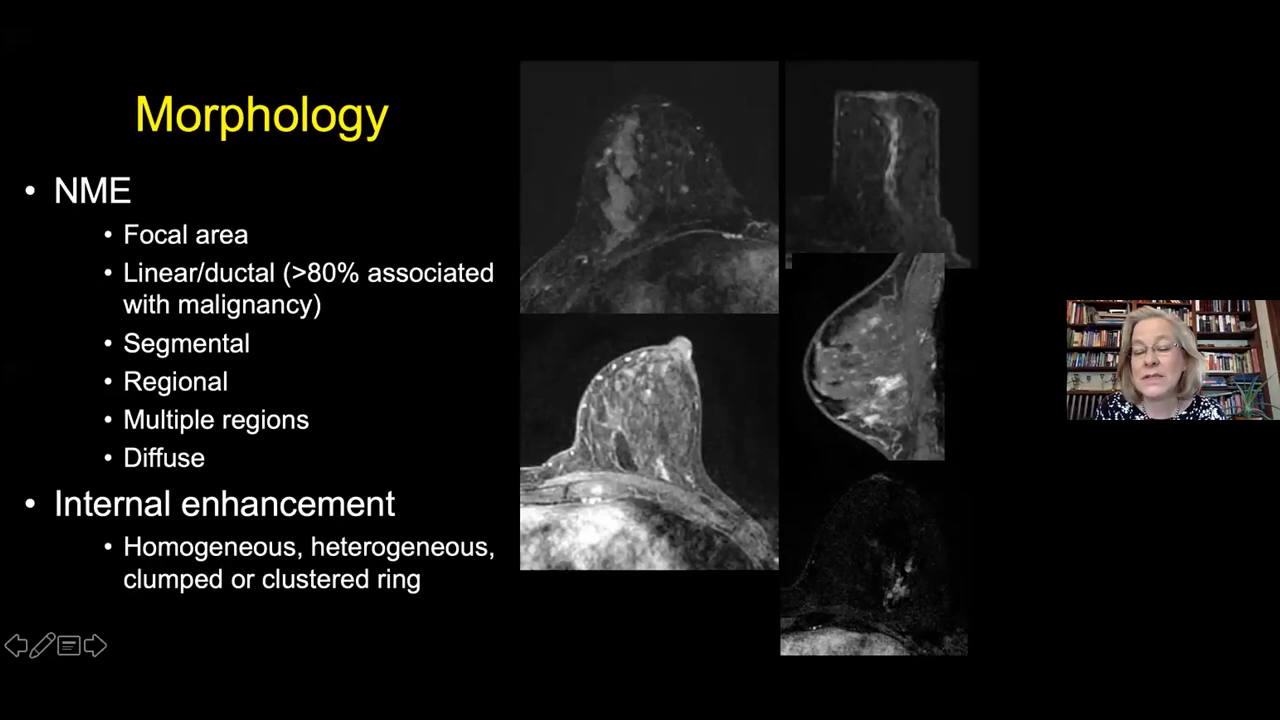 Morphology
• NME
• Focal area
• Linear/ductal (>80% associated
with malignancy)
• Segmental
• Regional
• Multiple regions
• Diffuse
• Internal enhancement
• Homogeneous, heterogeneous,
clumped or clustered ring